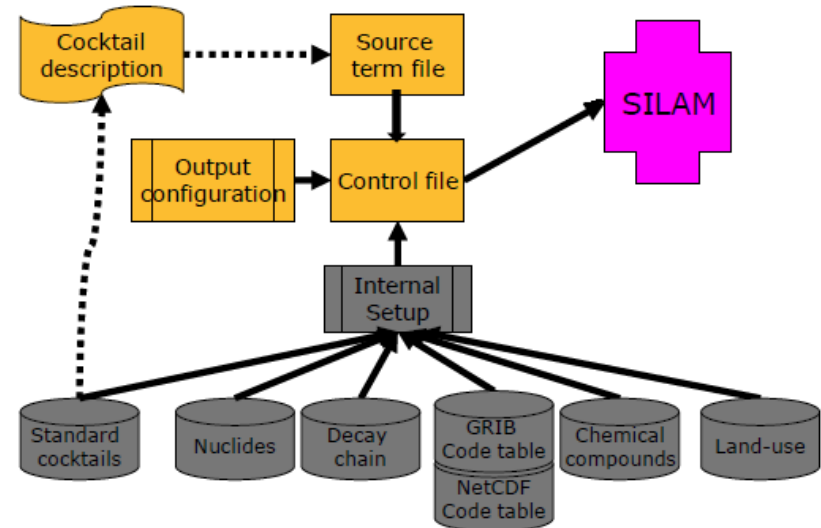 Cocktail
description
Source
term file
SILAM
Output
configuration
Control file
Internal
Setup
Standard
cocktails
Nuclides
Decay
chain
GRIB
Code table
NetCDF
Code table
Chemical
compounds
Land-use